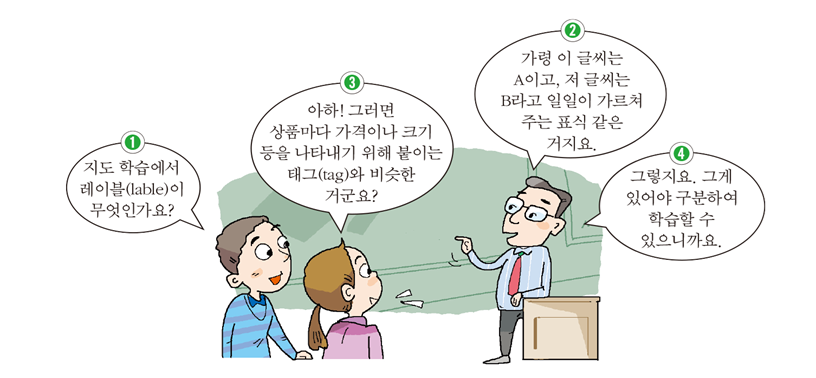 1
지도 학습에서
레이블(lable)이
무엇인가요?
2
가령 이 글씨는
A이고, 저 글씨는
B라고 일일이 가르쳐
주는 표식 같은
거지요.
3
아하! 그러면
상품마다 가격이나 크기
등을 나타내기 위해 붙이는
태그(tag)와 비슷한
거군요?
4
그렇지요. 그게
있어야 구분하여
학습할 수
있으니까요.